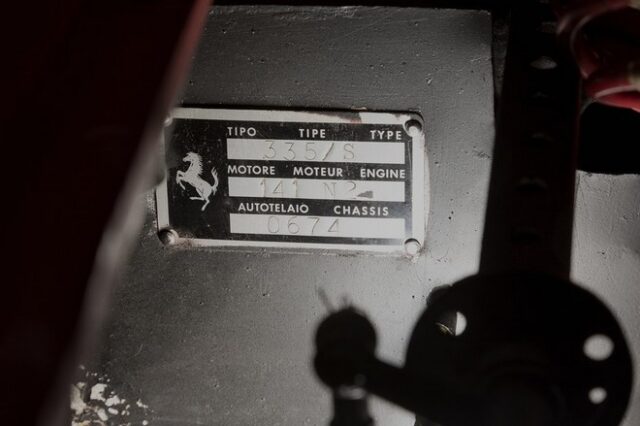 TIPO TIPE TYPE
335/S
MOTORE MOTEUR ENGINE
141 N2
AUTOTELAIO CHASSIS
0674